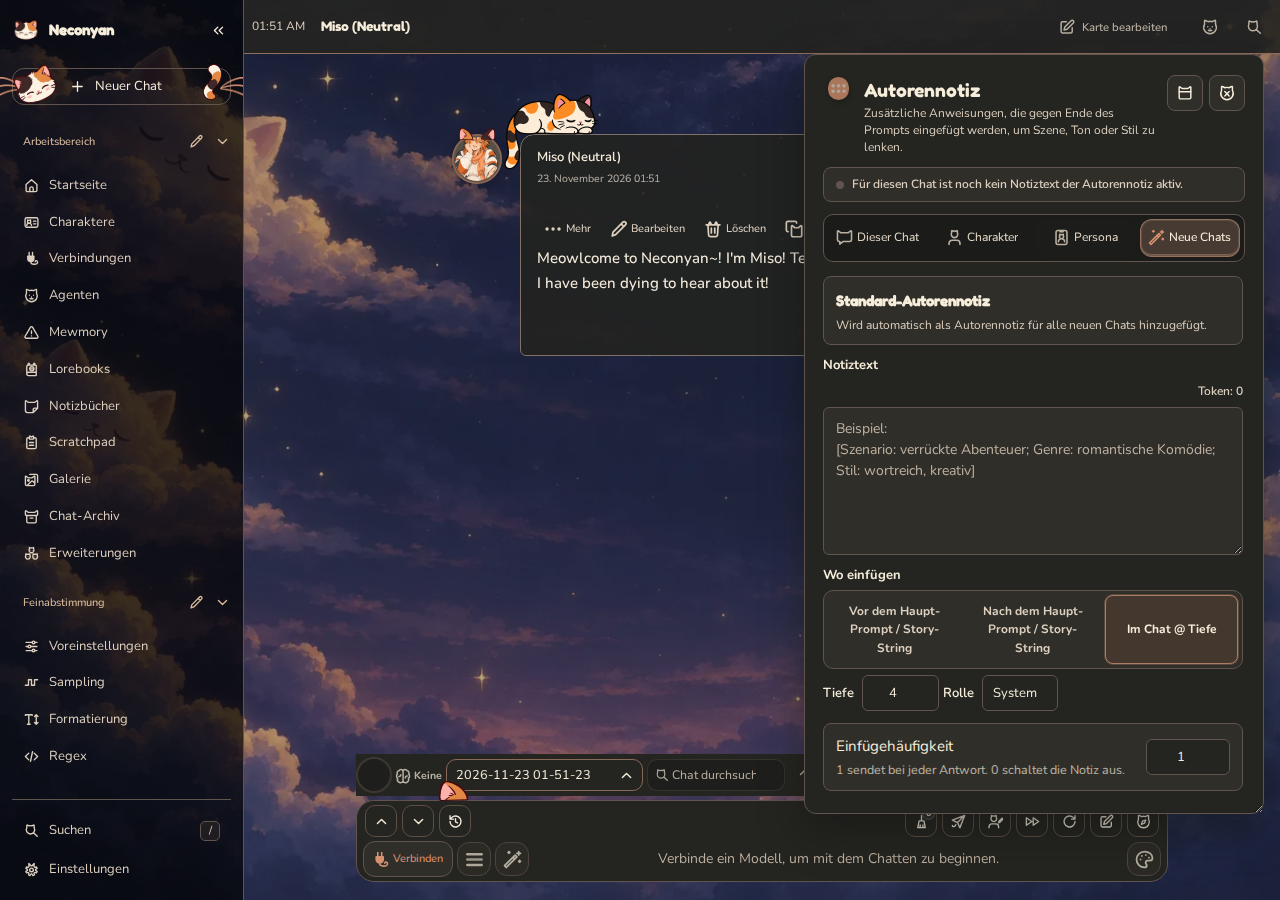 Neconyan
Neuer Chat
Arbeitsbereich
Startseite
Charaktere
Verbindungen
Agenten
Mewmory
Lorebooks
Notizbücher
Scratchpad
Galerie
Chat-Archiv
Erweiterungen
Feinabstimmung
Voreinstellungen
Sampling
Formatierung
Regex
Suchen
/
Einstellungen
01:51 AM Miso (Neutral)
Karte bearbeiten
Miso (Neutral)
23. November 2026 01:51
Mehr Bearbeiten Löschen
Meowlcome to Neconyan~! I'm Miso! Te
I have been dying to hear about it!
Keine
2026-11-23 01-51-23
Chat durchsuch
Verbinden
Verbinde ein Modell, um mit dem Chatten zu beginnen.
Autorennotiz
Zusätzliche Anweisungen, die gegen Ende des
Prompts eingefügt werden, um Szene, Ton oder Stil zu
lenken.
Für diesen Chat ist noch kein Notiztext der Autorennotiz aktiv.
Dieser Chat
Charakter
Persona
Neue Chats
Standard-Autorennotiz
Wird automatisch als Autorennotiz für alle neuen Chats hinzugefügt.
Notiztext
Token: 0
Beispiel:
[Szenario: verrückte Abenteuer; Genre: romantische Komödie;
Stil: wortreich, kreativ]
Wo einfügen
Vor dem Haupt-
Prompt / Story-
String
Nach dem Haupt-
Prompt / Story-
String
Im Chat @ Tiefe
Tiefe 4 Rolle System
Einfügehäufigkeit
1 sendet bei jeder Antwort. 0 schaltet die Notiz aus.
1